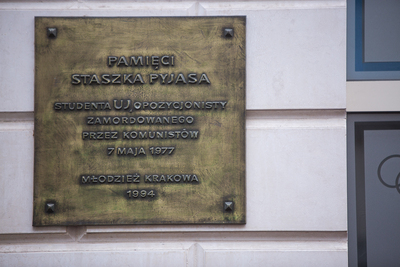 PAMIĘCI
STASZKA PYJASA
STUDENTA UJ OPOZYCJONISTY
ZAMORDOWANEGO
PRZEZ KOMUNISTÓW
7 MAJA 1977
MŁODZIEŻ KRAKOWA
1994